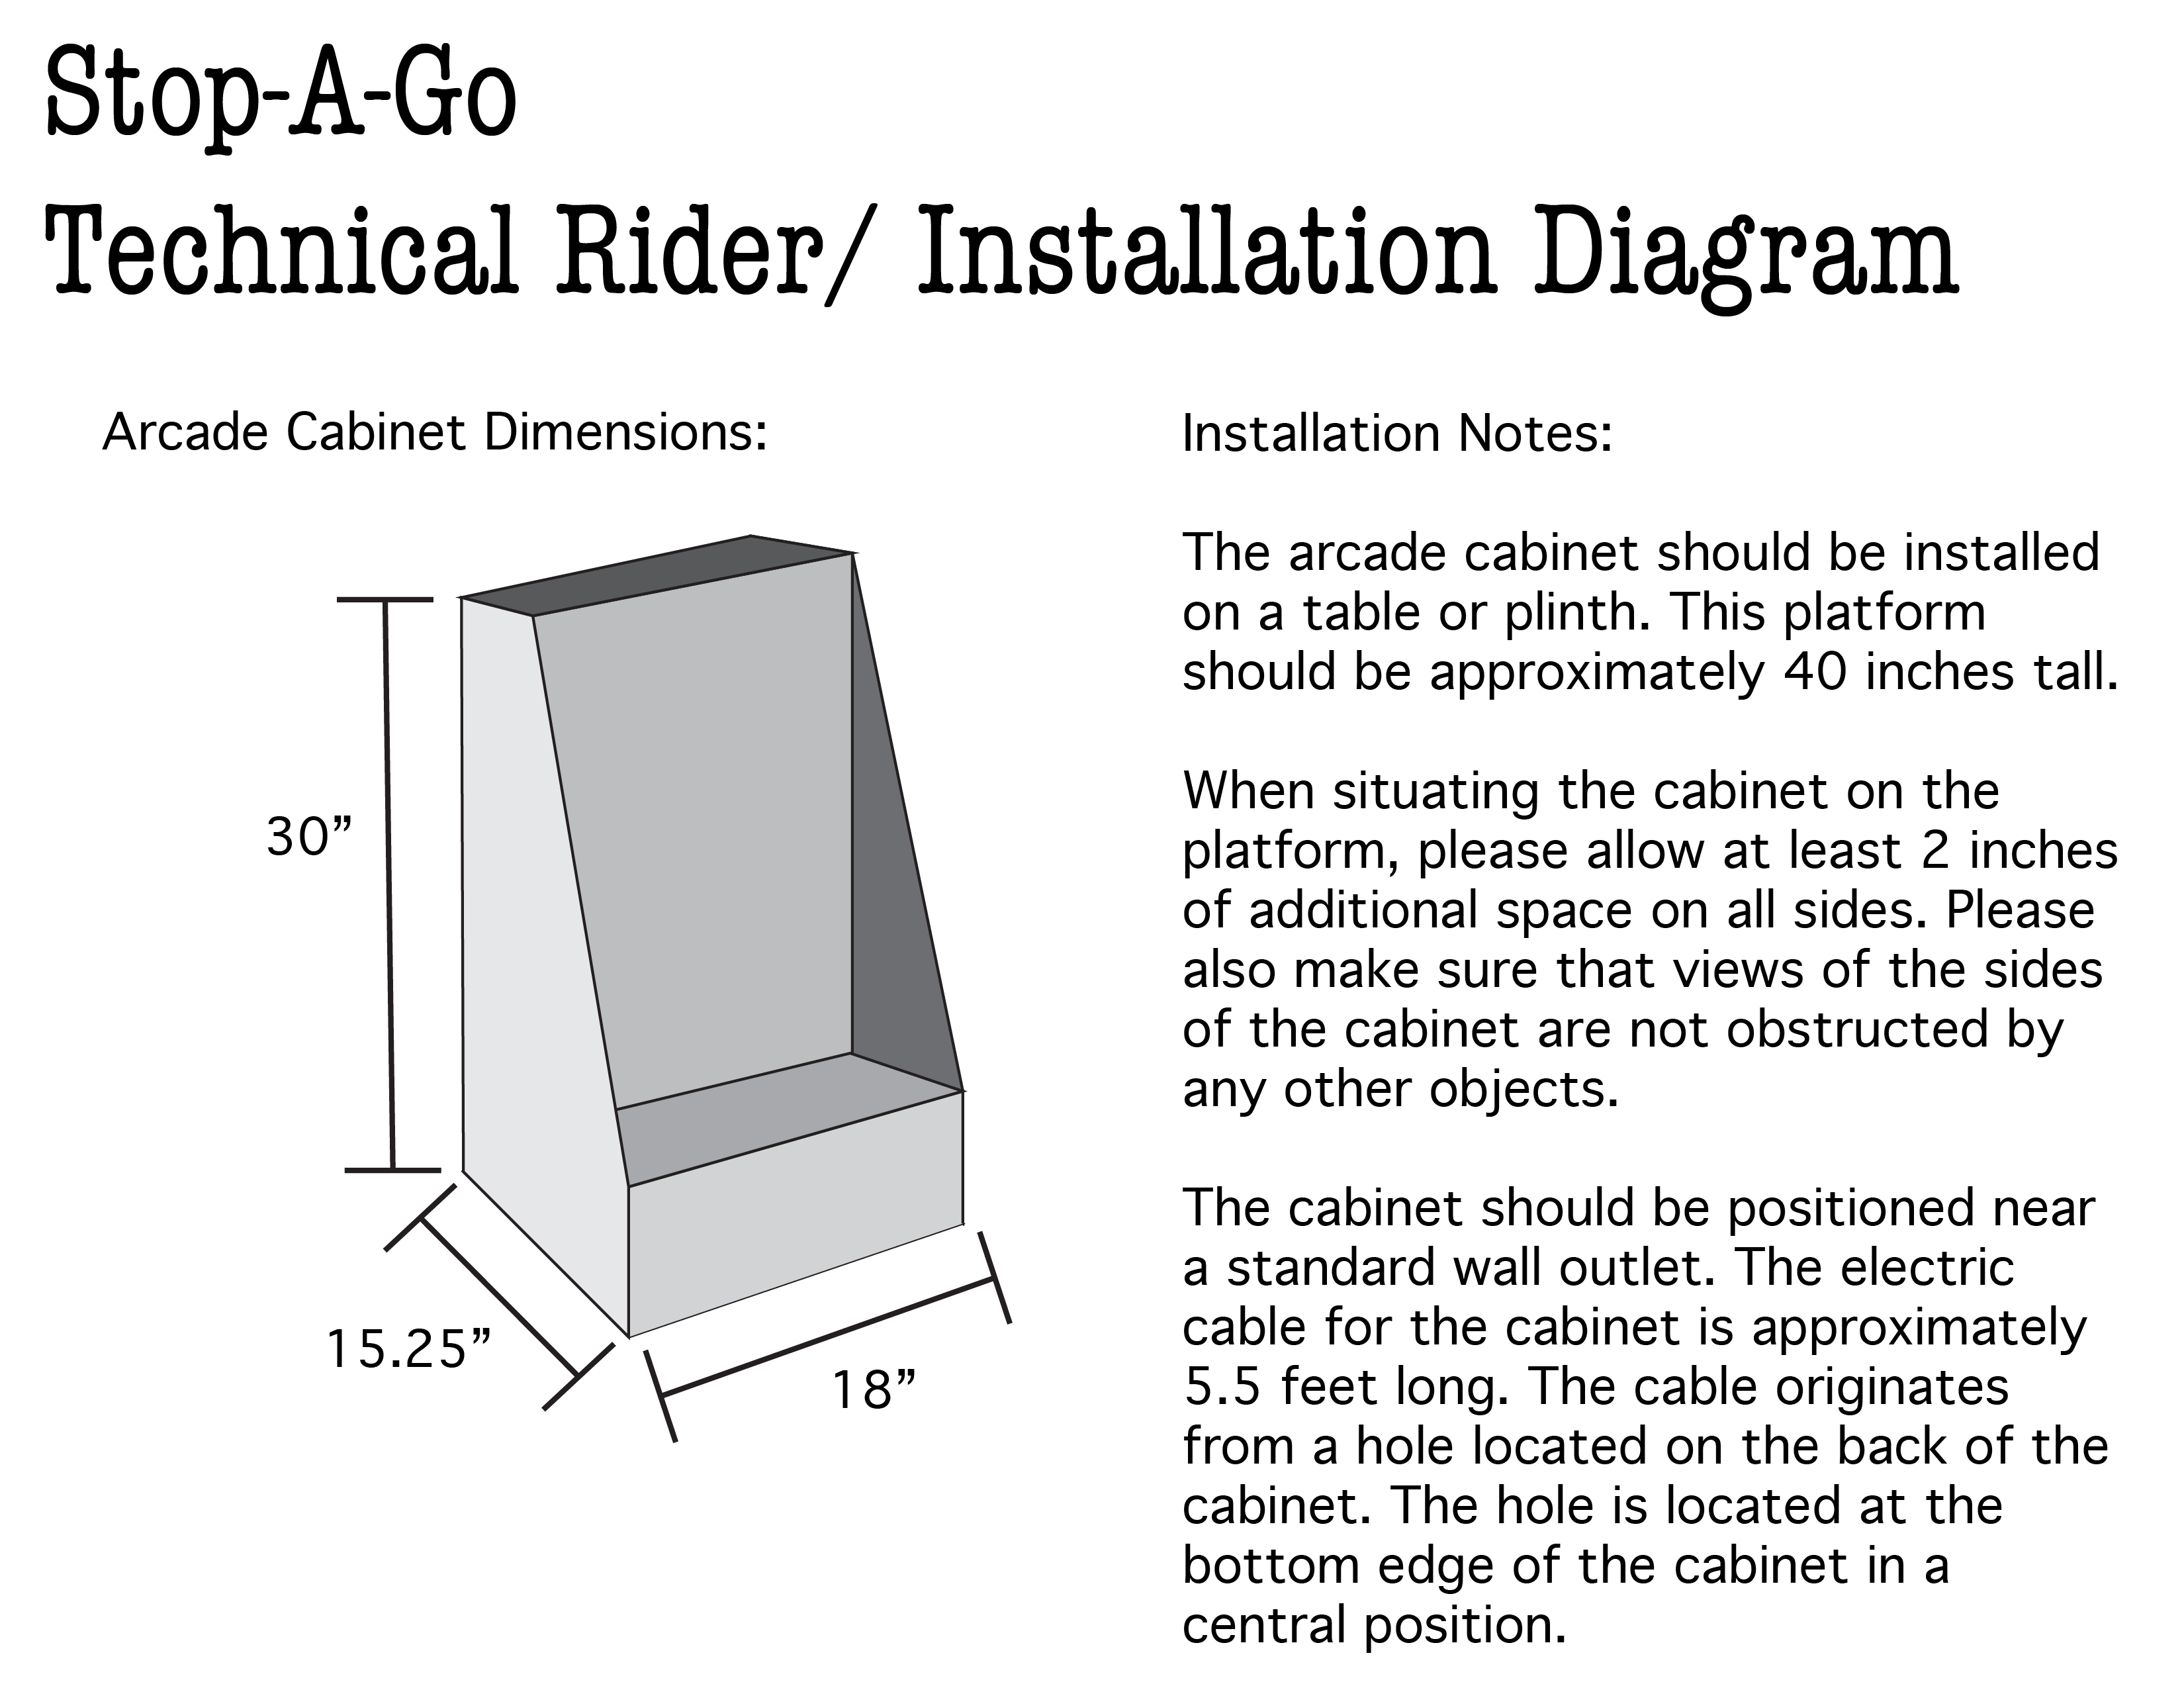 Stop-A-Go
Technical Rider/ Installation Diagram
Arcade Cabinet Dimensions:
30”
15.25”
18”
Installation Notes:
The arcade cabinet should be installed
on a table or plinth. This platform
should be approximately 40 inches tall.
When situating the cabinet on the
platform, please allow at least 2 inches
of additional space on all sides. Please
also make sure that views of the sides
of the cabinet are not obstructed by
any other objects.
The cabinet should be positioned near
a standard wall outlet. The electric
cable for the cabinet is approximately
5.5 feet long. The cable originates
from a hole located on the back of the
cabinet. The hole is located at the
bottom edge of the cabinet in a
central position.